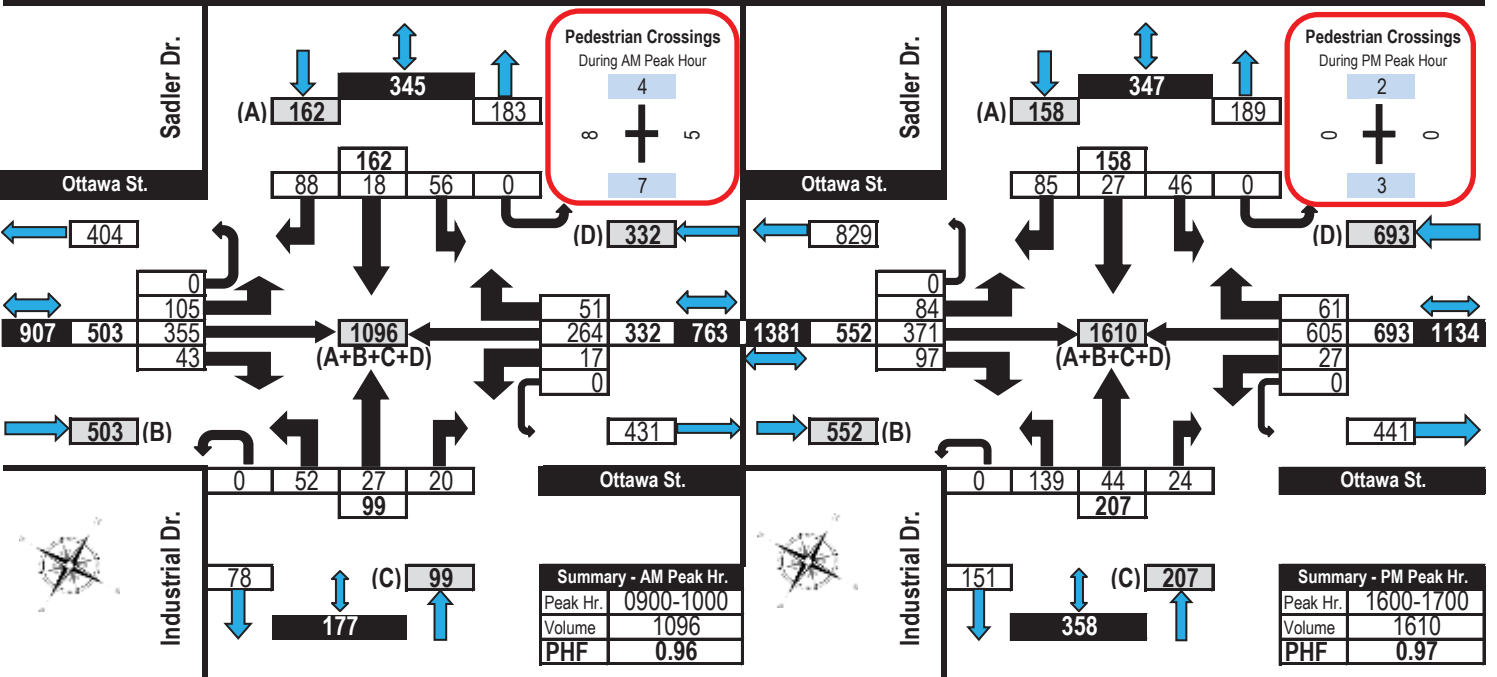 Sadler Dr.
(A) 162
345
183
Pedestrian Crossings
During AM Peak Hour
4
8
5
7
162
88 18 56 0
Ottawa St.
404
(D) 332
0
105
907 503 355
43
1096
(A+B+C+D)
51
264 332 763
17
0
503 (B)
431
0 52 27 20
99
Ottawa St.
Industrial Dr.
78
(C) 99
177
Summary - AM Peak Hr.
Peak Hr. 0900-1000
Volume 1096
PHF 0.96
Sadler Dr.
(A) 158
347
189
Pedestrian Crossings
During PM Peak Hour
2
0
0
3
158
85 27 46 0
Ottawa St.
829
(D) 693
0
84
1381 552 371
97
1610
(A+B+C+D)
61
605 693 1134
27
0
552 (B)
441
0 139 44 24
207
Ottawa St.
Industrial Dr.
151
(C) 207
358
Summary - PM Peak Hr.
Peak Hr. 1600-1700
Volume 1610
PHF 0.97